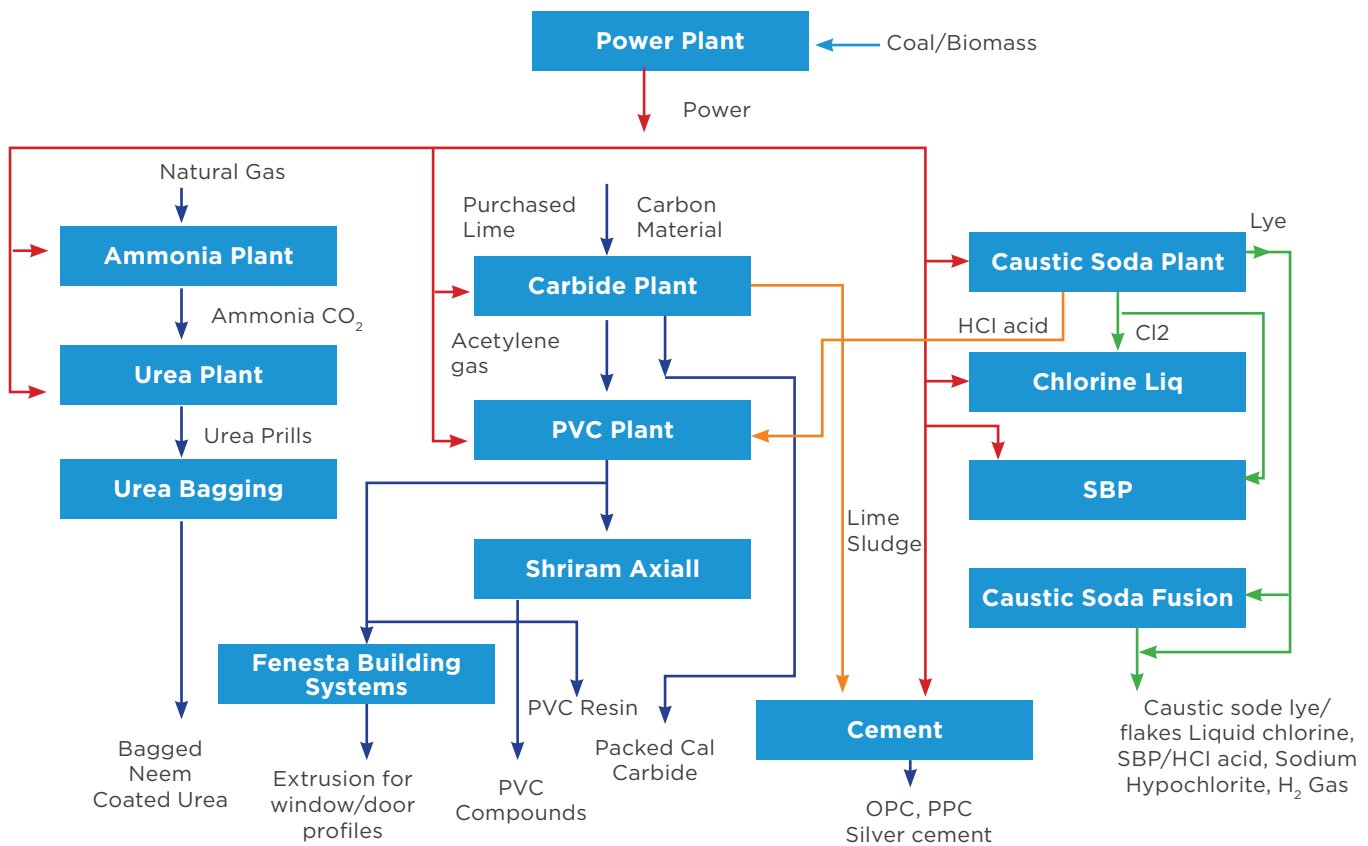 Power Plant
Coal/Biomass
Power
Natural Gas
Purchased
Lime
Carbon
Material
Lye
Ammonia Plant
Carbide Plant
Caustic Soda Plant
Ammonia CO₂
Acetylene
gas
HCl acid
Cl2
Urea Plant
Chlorine Liq
Urea Prills
PVC Plant
Urea Bagging
SBP
Lime
Sludge
Shriram Axiall
Caustic Soda Fusion
Fenesta Building
Systems
PVC Resin
Cement
Bagged
Neem
Coated Urea
Extrusion for
window/door
profiles
PVC
Compounds
Packed Cal
Carbide
OPC, PPC
Silver cement
Caustic sode lye/
flakes Liquid chlorine,
SBP/HCl acid, Sodium
Hypochlorite, H₂ Gas